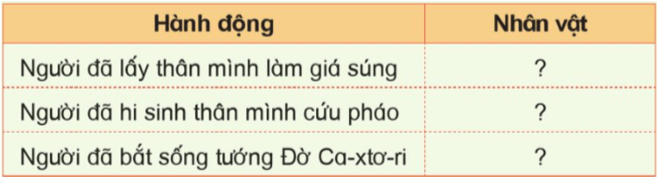 Hành động Nhân vật
Người đã lấy thân mình làm giá súng ?
Người đã hi sinh thân mình cứu pháo ?
Người đã bắt sống tướng Đờ Ca-xtơ-ri ?